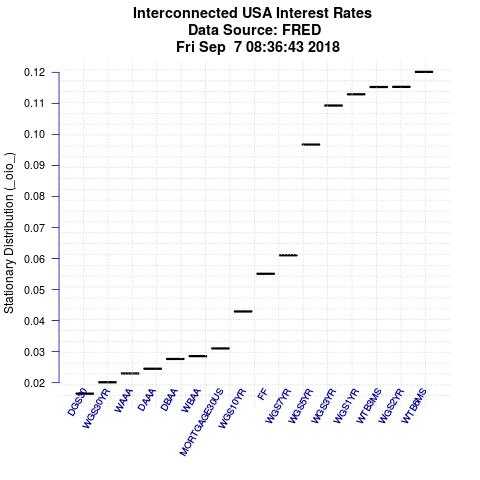 Interconnected USA Interest Rates
Data Source: FRED
Fri Sep  7 08:36:43 2018
Stationary Distribution (_oio_)
0.12
0.11
0.10
0.09
0.08
0.07
0.06
0.05
0.04
0.03
0.02
DGS30
WGS30YR
WAAA
DAAA
DBAA
WBAA
MORTGAGE30US
WGS10YR
FF
WGS7YR
WGS5YR
WGS3YR
WGS1YR
WTB3MS
WGS2YR
WTB6MS